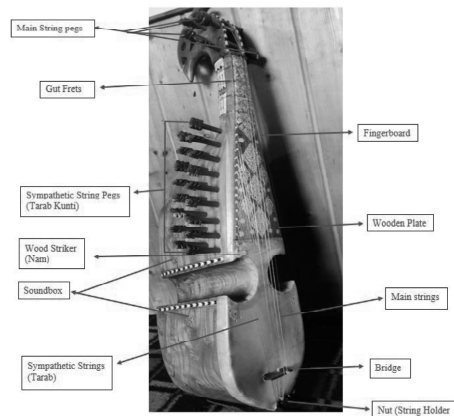 Main String pegs
Gut Frets
Fingerboard
Sympathetic String Pegs
(Tarab Kunti)
Wooden Plate
Wood Striker
(Nam)
Soundbox
Main strings
Sympathetic Strings
(Tarab)
Bridge
Nut (String Holder